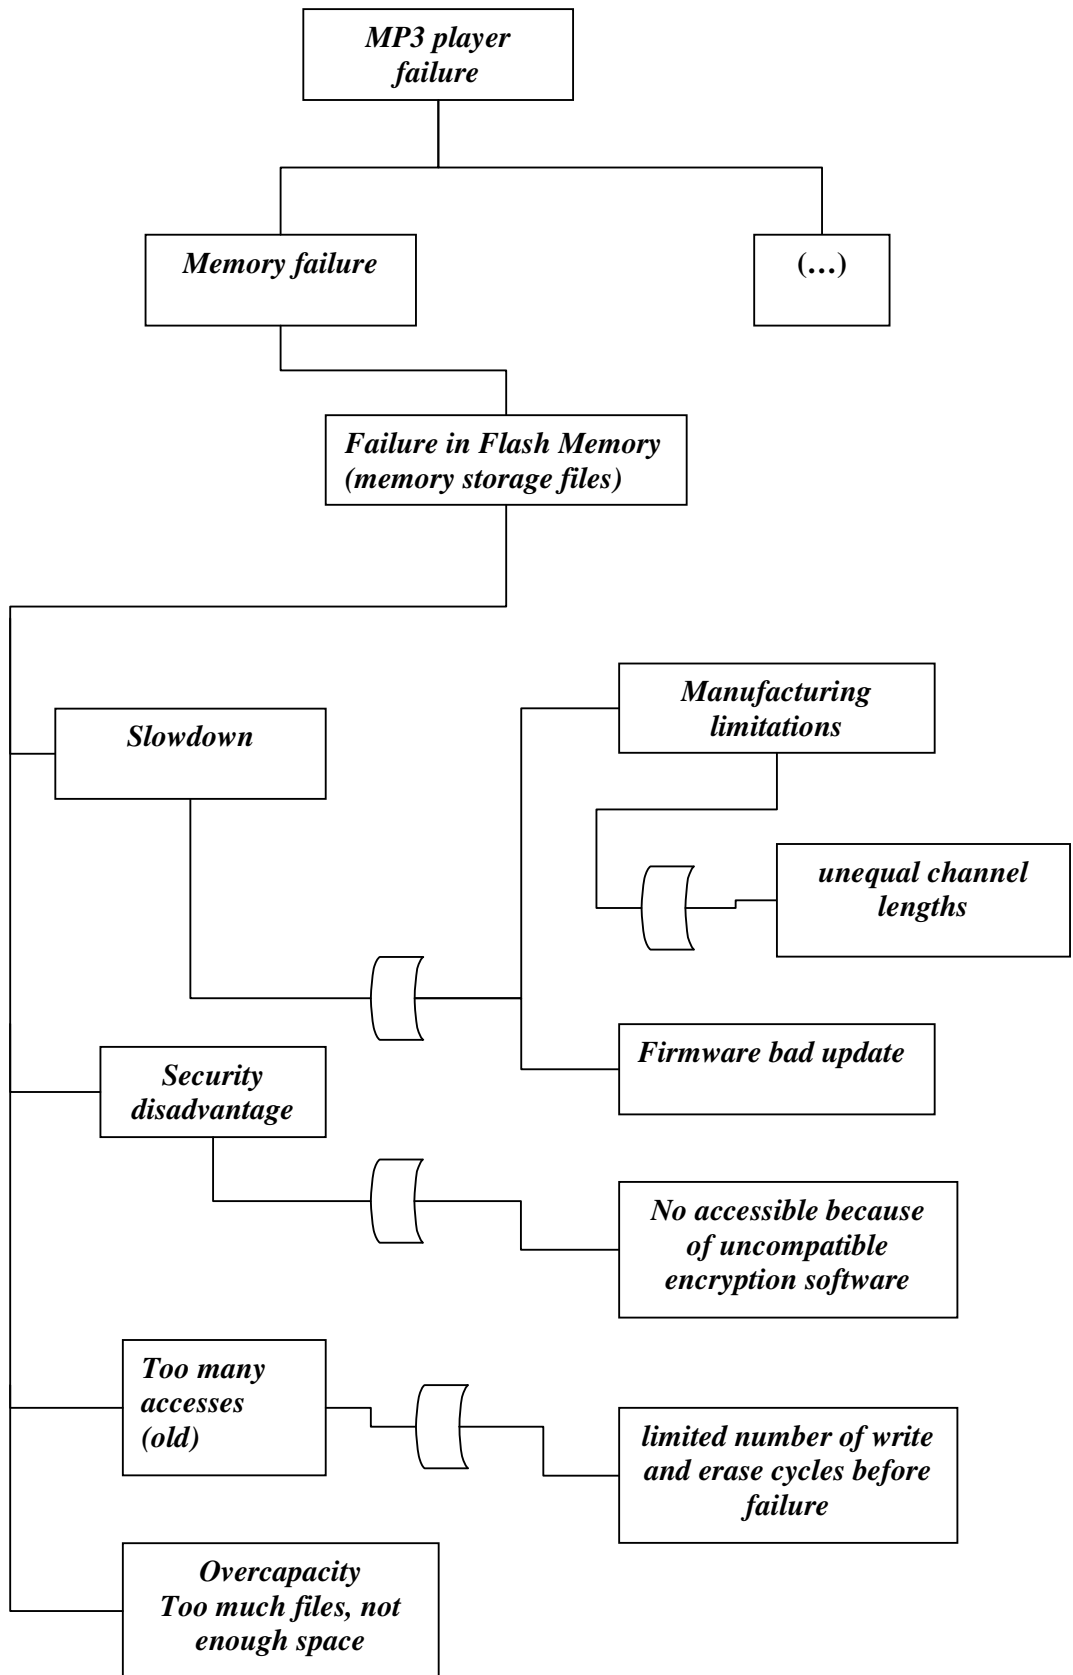 MP3 player
failure
Memory failure
(…)
Failure in Flash Memory
(memory storage files)
Manufacturing
limitations
Slowdown
unequal channel
lengths
Firmware bad update
Security
disadvantage
No accessible because
of uncompatible
encryption software
Too many
accesses
(old)
limited number of write
and erase cycles before
failure
Overcapacity
Too much files, not
enough space